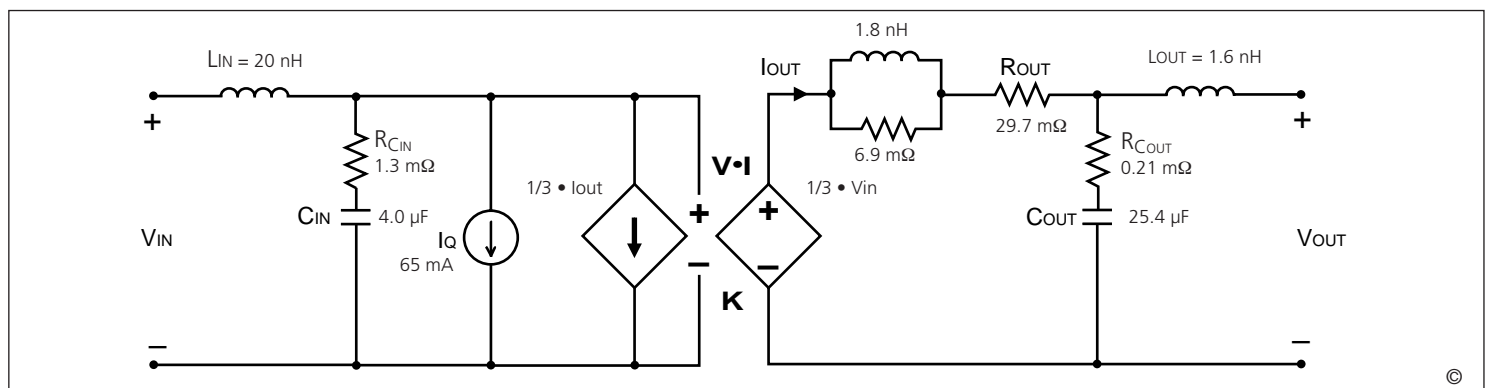 1.8 nH
LIN = 20 nH
IOUT
ROUT
LOUT = 1.6 nH
+
+
RCIN
1.3 mΩ
29.7 mΩ
RCOUT
0.21 mΩ
6.9 mΩ
V•I
1/3 • Iout
1/3 • Vin
+
+
CIN
4.0 µF
COUT
25.4 µF
VIN
IQ
65 mA
VOUT
−
−
K
−
−
©